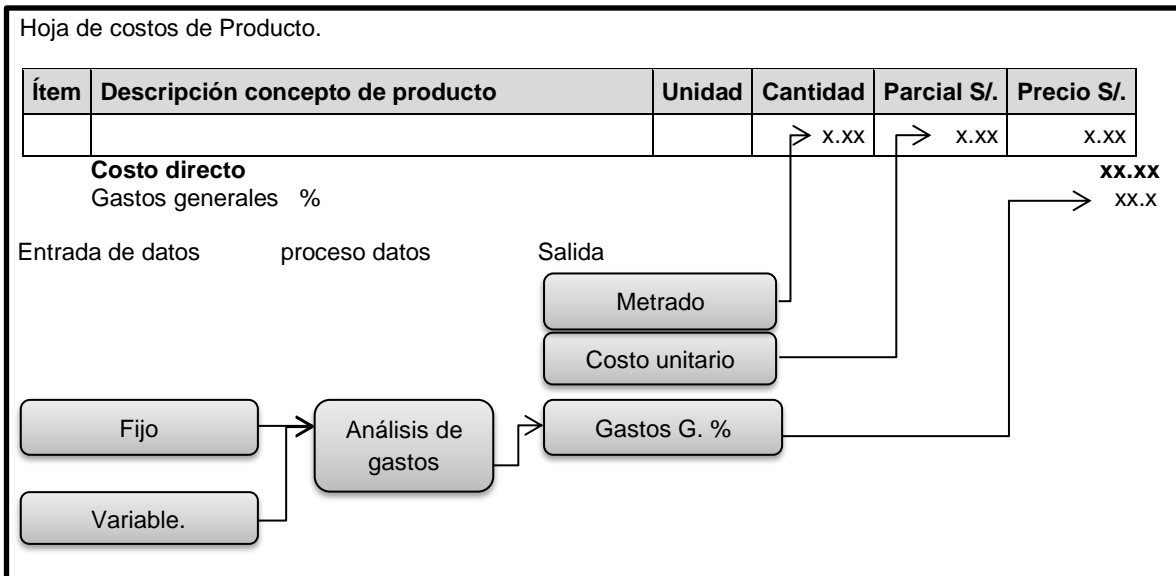 Hoja de costos de Producto.
Ítem Descripción concepto de producto Unidad Cantidad Parcial S/. Precio S/.
x.xx x.xx x.xx
Costo directo xx.xx
Gastos generales % xx.x
Entrada de datos proceso datos Salida
Metrado
Costo unitario
Fijo
Análisis de
gastos
Gastos G. %
Variable.